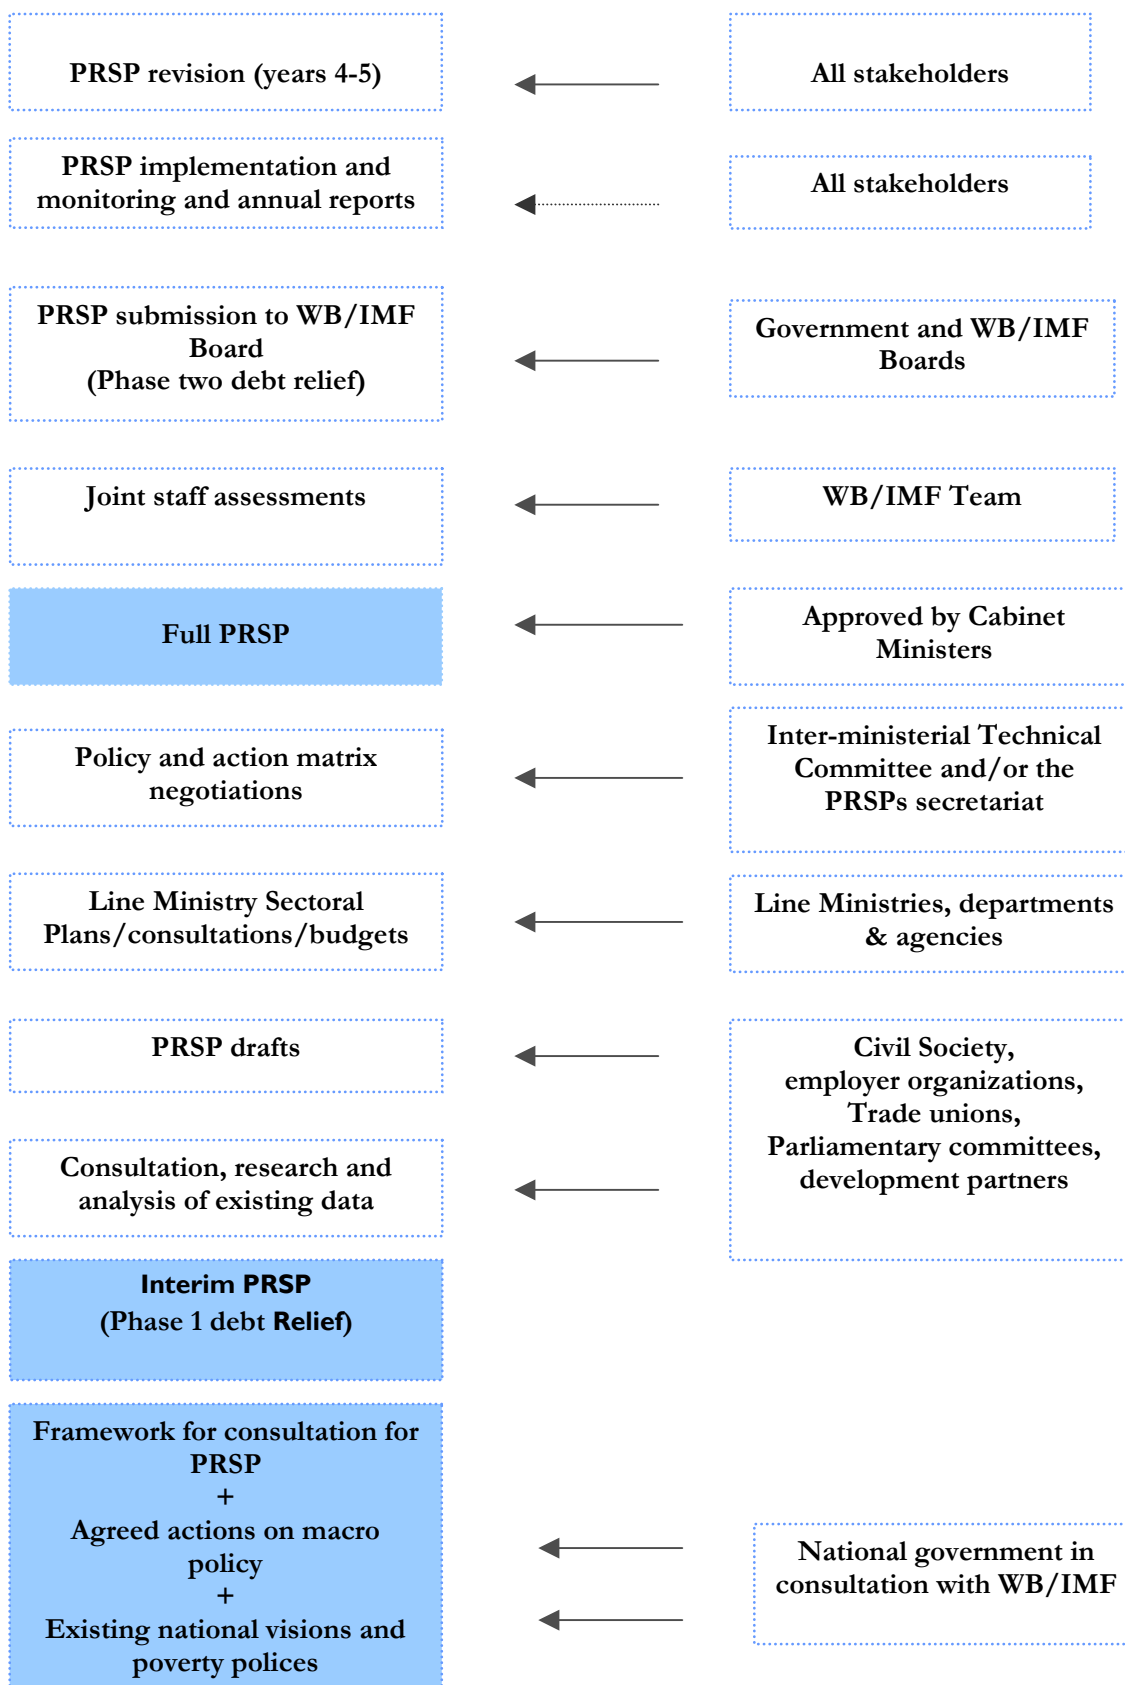 PRSP revision (years 4-5)
All stakeholders
PRSP implementation and
monitoring and annual reports
All stakeholders
PRSP submission to WB/IMF
Board
(Phase two debt relief)
Government and WB/IMF
Boards
Joint staff assessments
WB/IMF Team
Full PRSP
Approved by Cabinet
Ministers
Policy and action matrix
negotiations
Inter-ministerial Technical
Committee and/or the
PRSPs secretariat
Line Ministry Sectoral
Plans/consultations/budgets
Line Ministries, departments
& agencies
PRSP drafts
Civil Society,
employer organizations,
Trade unions,
Parliamentary committees,
development partners
Consultation, research and
analysis of existing data
Interim PRSP
(Phase 1 debt Relief)
Framework for consultation for
PRSP
+
Agreed actions on macro
policy
+
Existing national visions and
poverty polices
National government in
consultation with WB/IMF